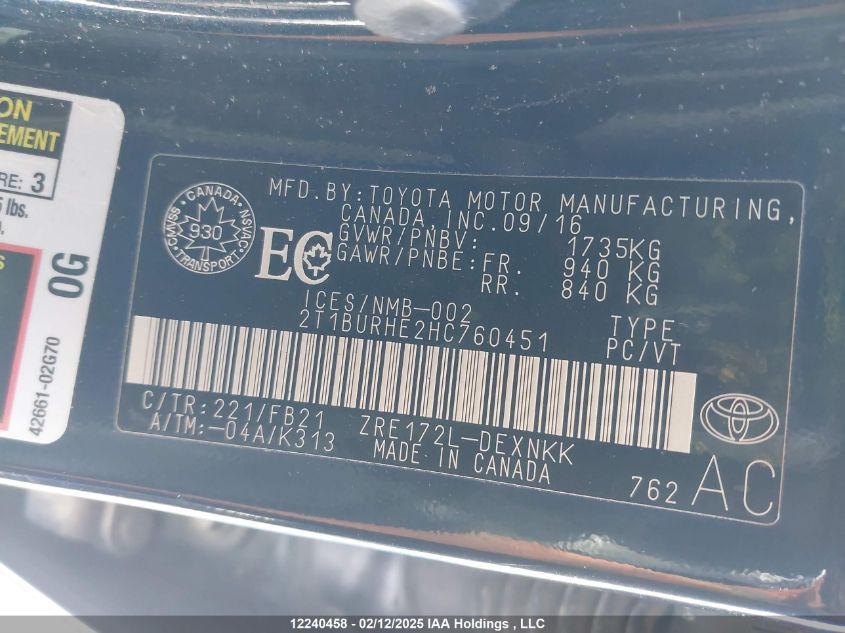 ON
EMENT
RE: 3
lbs.
0G
42661-02G70
CANADA
CMVSS 930 NSVAC
TRANSPORT
EC
MFD.BY:TOYOTA MOTOR MANUFACTURING,
CANADA,INC.09/16
GVWR/PNBV: 1735KG
GAWR/PNBE:FR. 940 KG
RR. 840 KG
ICES/NMB-002
2T1BURHE2HC760451
TYPE
PC/VT
C/TR:221/FB21 ZRE172L-DEXNKK
A/TM:-04A/K313 MADE IN CANADA
762 AC
12240458 - 02/12/2025 IAA Holdings , LLC